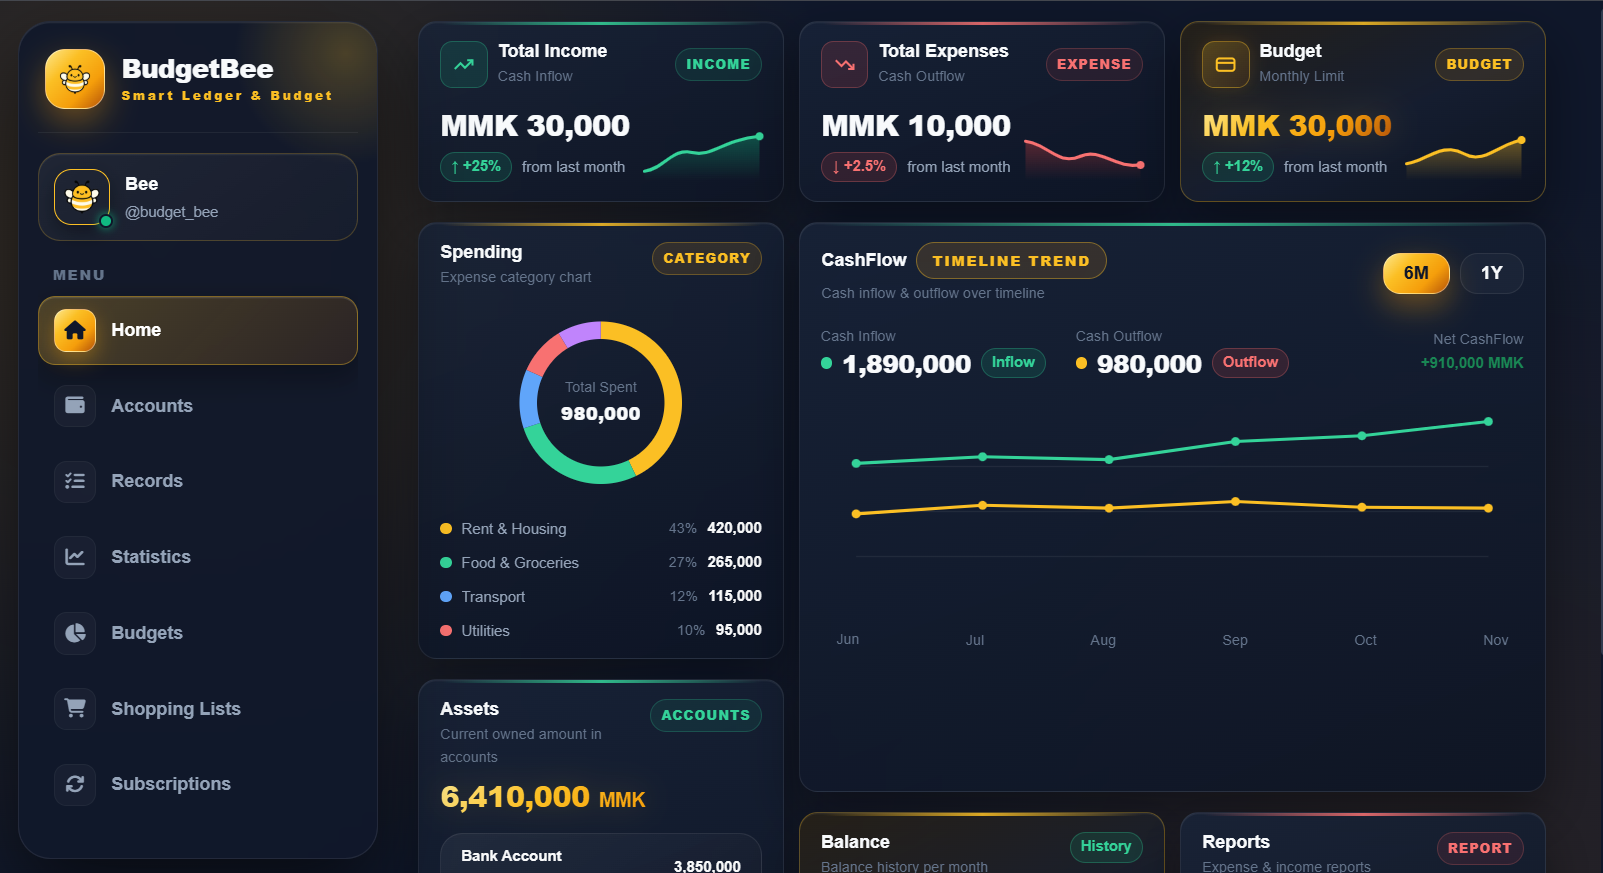 BudgetBee
Smart Ledger & Budget
Bee
@budget_bee
MENU
Home
Accounts
Records
Statistics
Budgets
Shopping Lists
Subscriptions
Total Income
Cash Inflow
INCOME
MMK 30,000
↑ +25% from last month
Total Expenses
Cash Outflow
EXPENSE
MMK 10,000
↓ +2.5% from last month
Budget
Monthly Limit
BUDGET
MMK 30,000
↑ +12% from last month
Spending
Expense category chart
CATEGORY
Total Spent
980,000
Rent & Housing 43% 420,000
Food & Groceries 27% 265,000
Transport 12% 115,000
Utilities 10% 95,000
CashFlow TIMELINE TREND
Cash inflow & outflow over timeline
6M 1Y
Cash Inflow
1,890,000 Inflow
Cash Outflow
980,000 Outflow
Net CashFlow
+910,000 MMK
Jun Jul Aug Sep Oct Nov
Assets
Current owned amount in
accounts
ACCOUNTS
6,410,000 MMK
Bank Account
3,850,000
Balance
Balance history per month
History
Reports
Expense & income reports
REPORT